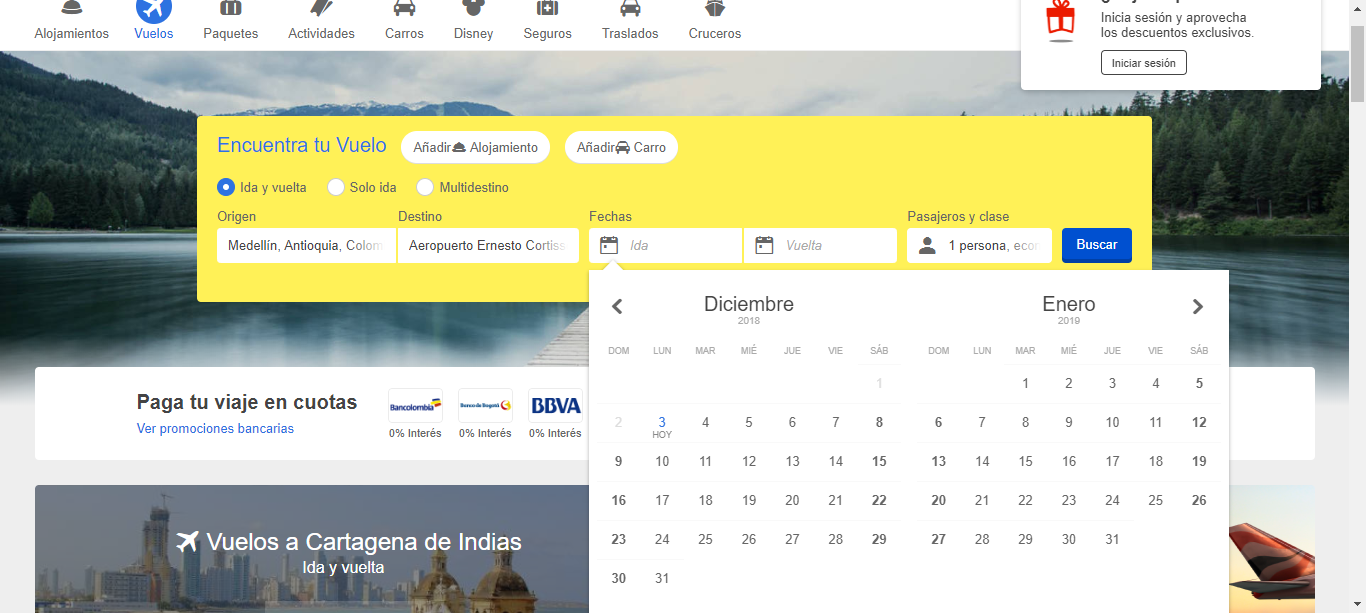 Alojamientos Vuelos Paquetes Actividades Carros Disney Seguros Traslados Cruceros
Inicia sesión y aprovecha
los descuentos exclusivos.
Iniciar sesión
Encuentra tu Vuelo Añadir Alojamiento Añadir Carro
Ida y vuelta Solo ida Multidestino
Origen Destino Fechas Pasajeros y clase
Medellín, Antioquia, Colom Aeropuerto Ernesto Cortiss Ida Vuelta 1 persona, econ Buscar
Diciembre Enero
2018 2019
DOM LUN MAR MIÉ JUE VIE SÁB DOM LUN MAR MIÉ JUE VIE SÁB
1 1 2 3 4 5
2 3 4 5 6 7 8 6 7 8 9 10 11 12
HOY
9 10 11 12 13 14 15 13 14 15 16 17 18 19
16 17 18 19 20 21 22 20 21 22 23 24 25 26
23 24 25 26 27 28 29 27 28 29 30 31
30 31
Paga tu viaje en cuotas
Ver promociones bancarias
Bancolombia Banco de Bogotá BBVA
0% Interés 0% Interés 0% Interés
Vuelos a Cartagena de Indias
Ida y vuelta